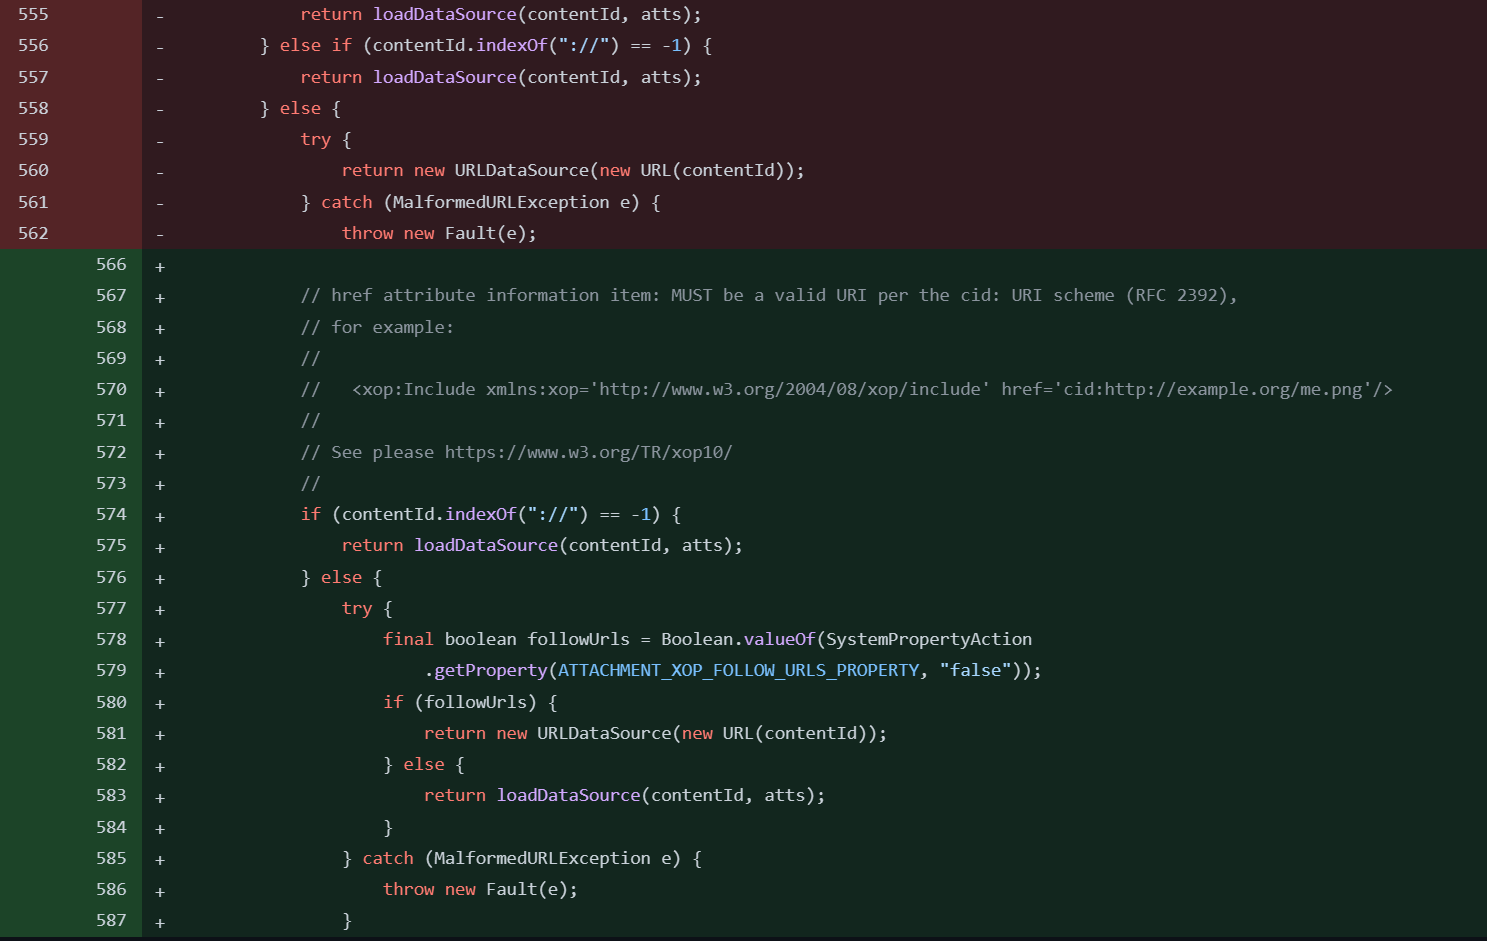 555 - return loadDataSource(contentId, atts);
556 - } else if (contentId.indexOf("://") == -1) {
557 - return loadDataSource(contentId, atts);
558 - } else {
559 - try {
560 - return new URLDataSource(new URL(contentId));
561 - } catch (MalformedURLException e) {
562 - throw new Fault(e);
566 +
567 + // href attribute information item: MUST be a valid URI per the cid: URI scheme (RFC 2392),
568 + // for example:
569 + //
570 + // <xop:Include xmlns:xop='http://www.w3.org/2004/08/xop/include' href='cid:http://example.org/me.png'/>
571 + //
572 + // See please https://www.w3.org/TR/xop10/
573 + //
574 + if (contentId.indexOf("://") == -1) {
575 + return loadDataSource(contentId, atts);
576 + } else {
577 + try {
578 + final boolean followUrls = Boolean.valueOf(SystemPropertyAction
579 + .getProperty(ATTACHMENT_XOP_FOLLOW_URLS_PROPERTY, "false"));
580 + if (followUrls) {
581 + return new URLDataSource(new URL(contentId));
582 + } else {
583 + return loadDataSource(contentId, atts);
584 + }
585 + } catch (MalformedURLException e) {
586 + throw new Fault(e);
587 + }